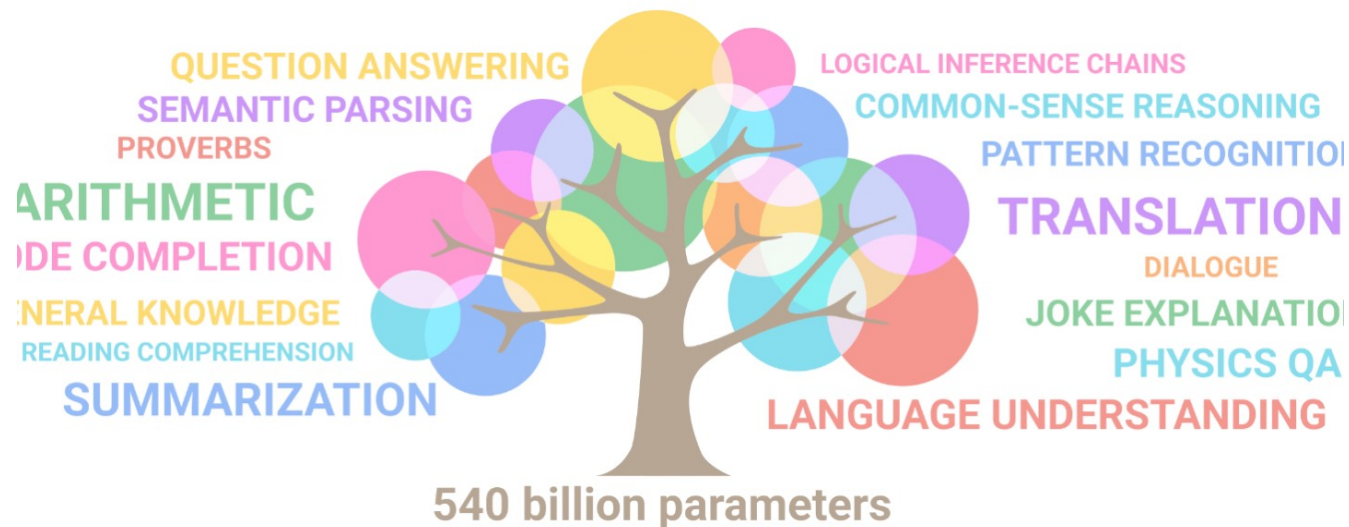 QUESTION ANSWERING
SEMANTIC PARSING
PROVERBS
ARITHMETIC
ODE COMPLETION
ENERAL KNOWLEDGE
READING COMPREHENSION
SUMMARIZATION
LOGICAL INFERENCE CHAINS
COMMON-SENSE REASONING
PATTERN RECOGNITIO
TRANSLATION
DIALOGUE
JOKE EXPLANATIO
PHYSICS QA
LANGUAGE UNDERSTANDING
540 billion parameters